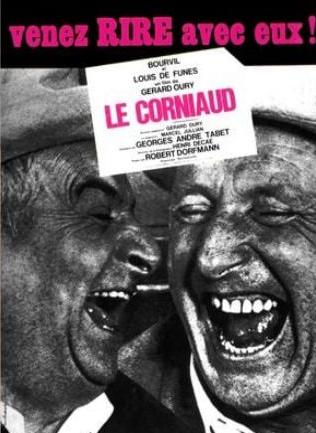 venez RIRE avec eux!
BOURVIL
et
LOUIS DE FUNES
un film de
GERARD OURY
LE CORNIAUD
GERARD OURY
MARCEL JULLIAN
GEORGES ANDRE TABET
HENRI DECAE
ROBERT DORFMANN